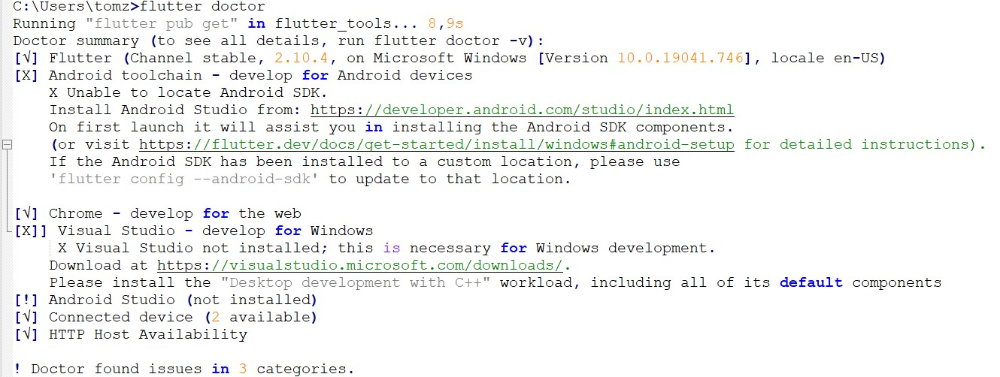 C:\Users\tomz>flutter doctor
Running "flutter pub get" in flutter_tools... 8,9s
Doctor summary (to see all details, run flutter doctor -v):
[√] Flutter (Channel stable, 2.10.4, on Microsoft Windows [Version 10.0.19041.746], locale en-US)
[X] Android toolchain - develop for Android devices
    X Unable to locate Android SDK.
    Install Android Studio from: https://developer.android.com/studio/index.html
    On first launch it will assist you in installing the Android SDK components.
    (or visit https://flutter.dev/docs/get-started/install/windows#android-setup for detailed instructions).
    If the Android SDK has been installed to a custom location, please use
    'flutter config --android-sdk' to update to that location.
[√] Chrome - develop for the web
[X]] Visual Studio - develop for Windows
     X Visual Studio not installed; this is necessary for Windows development.
    Download at https://visualstudio.microsoft.com/downloads/.
    Please install the "Desktop development with C++" workload, including all of its default components
[!] Android Studio (not installed)
[√] Connected device (2 available)
[√] HTTP Host Availability
! Doctor found issues in 3 categories.